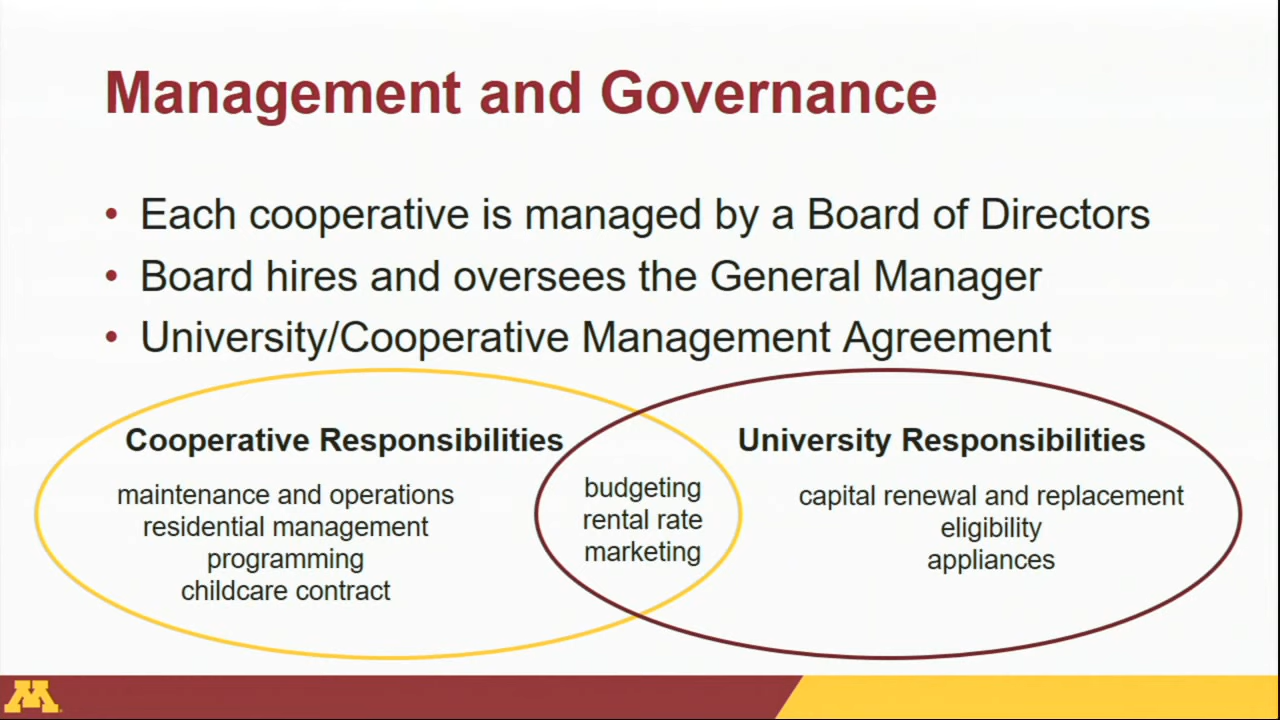 Management and Governance
• Each cooperative is managed by a Board of Directors
• Board hires and oversees the General Manager
• University/Cooperative Management Agreement
Cooperative Responsibilities
maintenance and operations
residential management
programming
childcare contract
budgeting
rental rate
marketing
University Responsibilities
capital renewal and replacement
eligibility
appliances
M